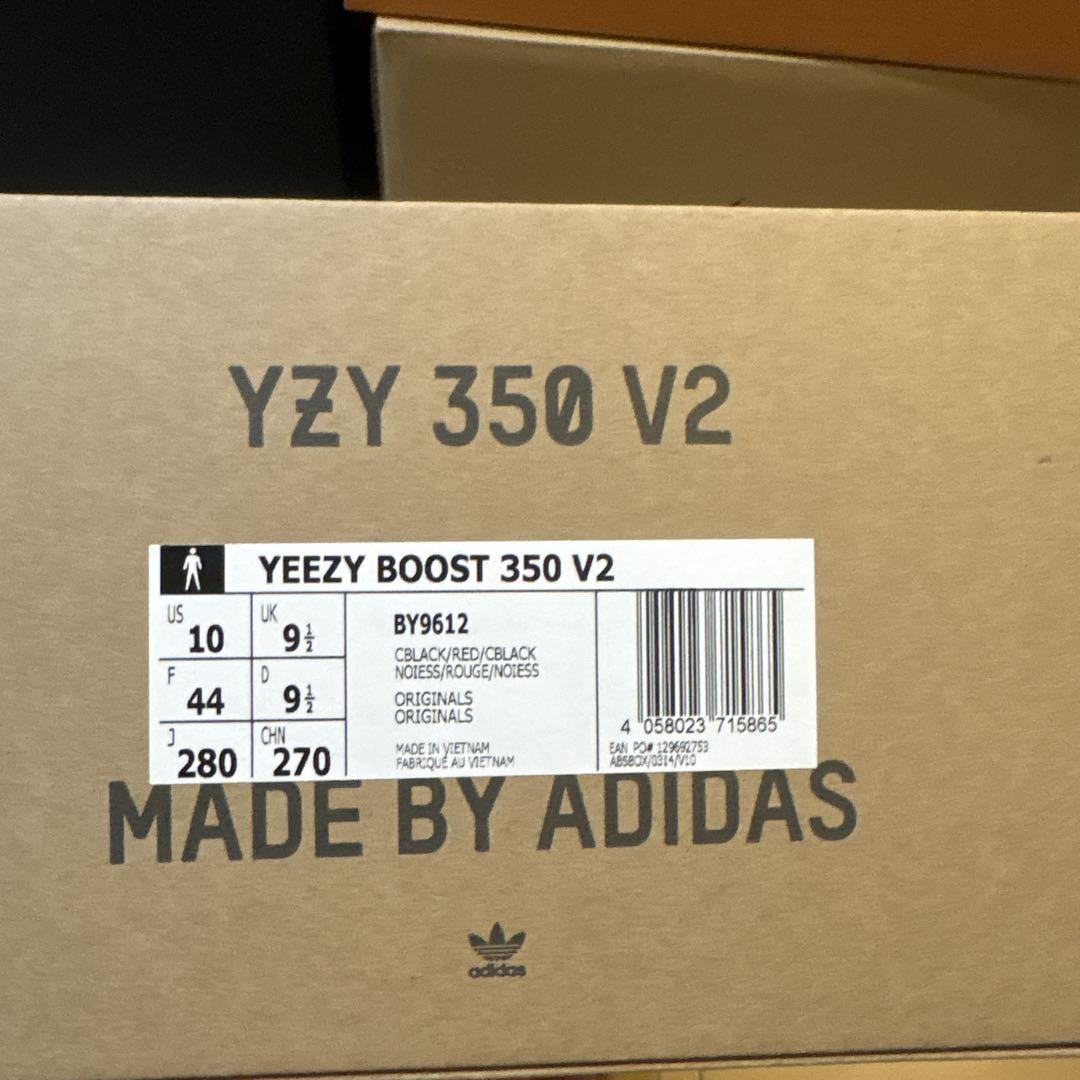 YZY 350 V2
YEEZY BOOST 350 V2
US 10 UK 9½
F 44 D 9½
J 280 CHN 270
BY9612
CBLACK/RED/CBLACK
NOIESS/ROUGE/NOIESS
ORIGINALS
ORIGINALS
MADE IN VIETNAM
FABRIQUE AU VIETNAM
4 058023 715865
EAN PO# 129692753
ABSBOX/0314/V10
MADE BY ADIDAS
adidas